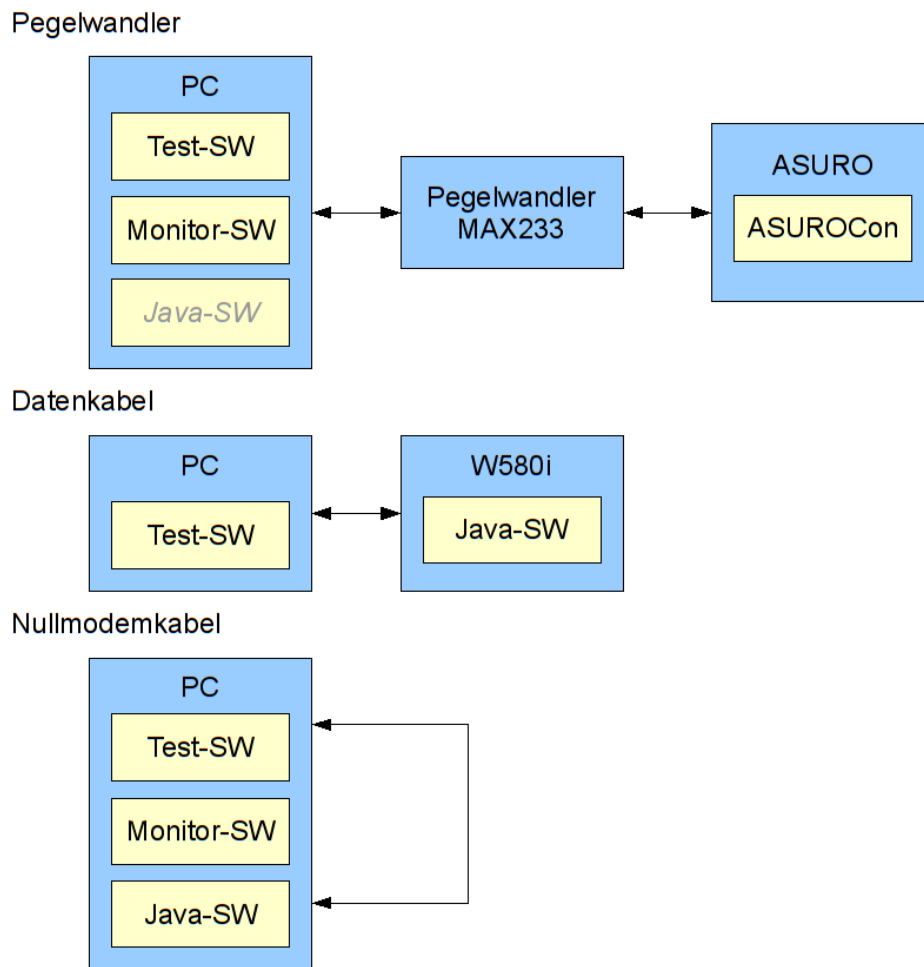 Pegelwandler
PC
Test-SW
Monitor-SW
Java-SW
Pegelwandler
MAX233
ASURO
ASUROCon
Datenkabel
PC
Test-SW
W580i
Java-SW
Nullmodemkabel
PC
Test-SW
Monitor-SW
Java-SW